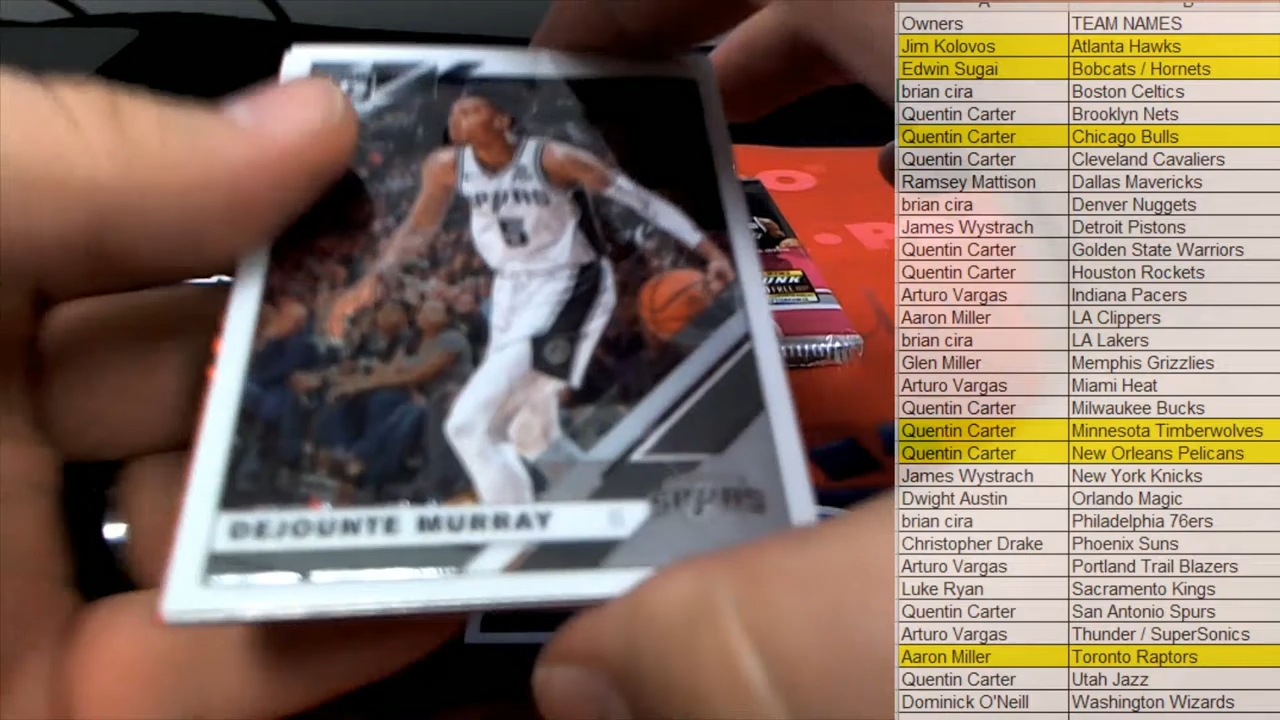 Owners TEAM NAMES
Jim Kolovos Atlanta Hawks
Edwin Sugai Bobcats / Hornets
brian cira Boston Celtics
Quentin Carter Brooklyn Nets
Quentin Carter Chicago Bulls
Quentin Carter Cleveland Cavaliers
Ramsey Mattison Dallas Mavericks
brian cira Denver Nuggets
James Wystrach Detroit Pistons
Quentin Carter Golden State Warriors
Quentin Carter Houston Rockets
Arturo Vargas Indiana Pacers
Aaron Miller LA Clippers
brian cira LA Lakers
Glen Miller Memphis Grizzlies
Arturo Vargas Miami Heat
Quentin Carter Milwaukee Bucks
Quentin Carter Minnesota Timberwolves
Quentin Carter New Orleans Pelicans
James Wystrach New York Knicks
Dwight Austin Orlando Magic
brian cira Philadelphia 76ers
Christopher Drake Phoenix Suns
Arturo Vargas Portland Trail Blazers
Luke Ryan Sacramento Kings
Quentin Carter San Antonio Spurs
Arturo Vargas Thunder / SuperSonics
Aaron Miller Toronto Raptors
Quentin Carter Utah Jazz
Dominick O'Neill Washington Wizards
SPURS
5
SPURS
DEJOUNTE MURRAY